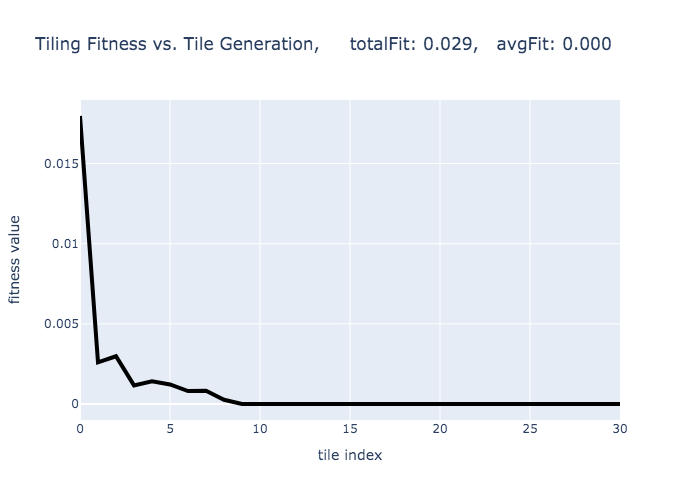 Tiling Fitness vs. Tile Generation, totalFit: 0.029, avgFit: 0.000
fitness value
0.015
0.01
0.005
0
0 5 10 15 20 25 30
tile index